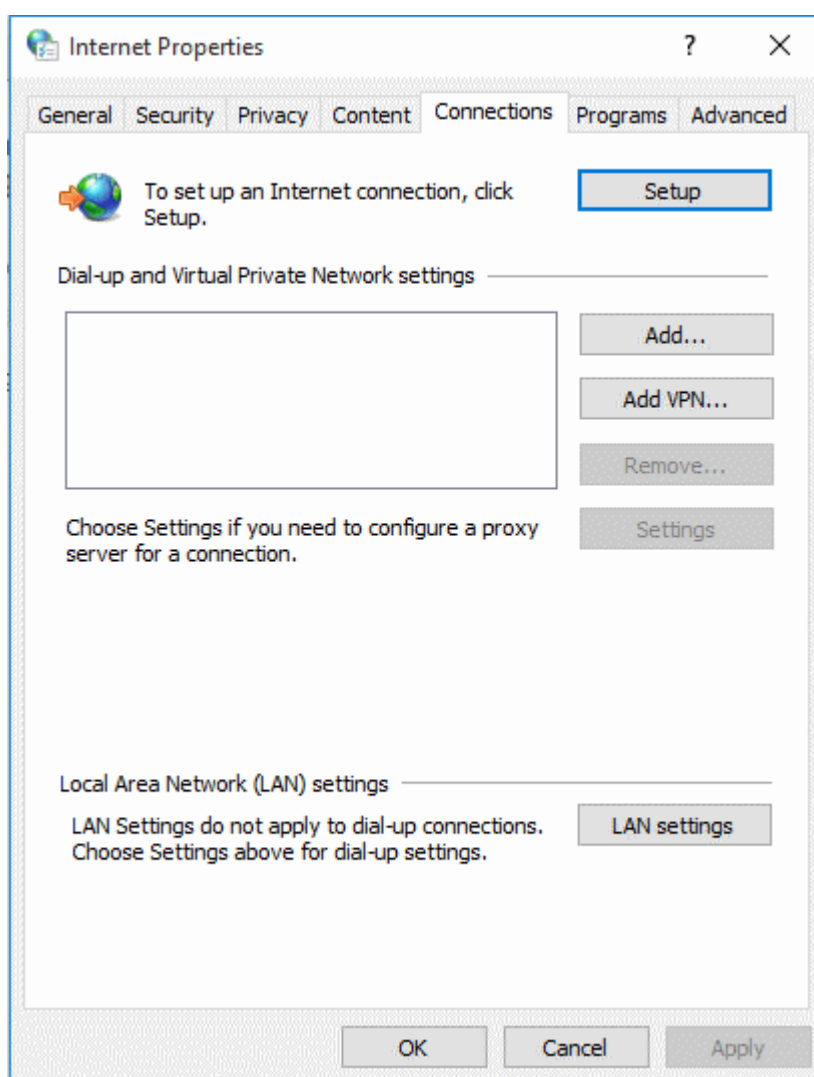 Internet Properties
?
General Security Privacy Content Connections Programs Advanced
To set up an Internet connection, click
Setup.
Setup
Dial-up and Virtual Private Network settings
Add...
Add VPN...
Remove...
Choose Settings if you need to configure a proxy
server for a connection.
Settings
Local Area Network (LAN) settings
LAN Settings do not apply to dial-up connections.
Choose Settings above for dial-up settings.
LAN settings
OK Cancel Apply